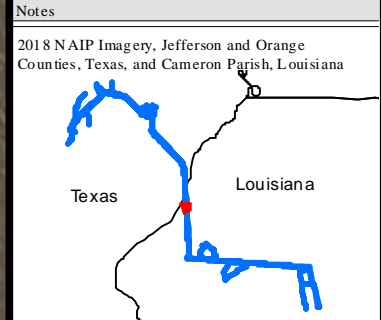 Notes
2018 NAIP Imagery, Jefferson and Orange
Counties, Texas, and Cameron Parish, Louisiana
Louisiana
Texas